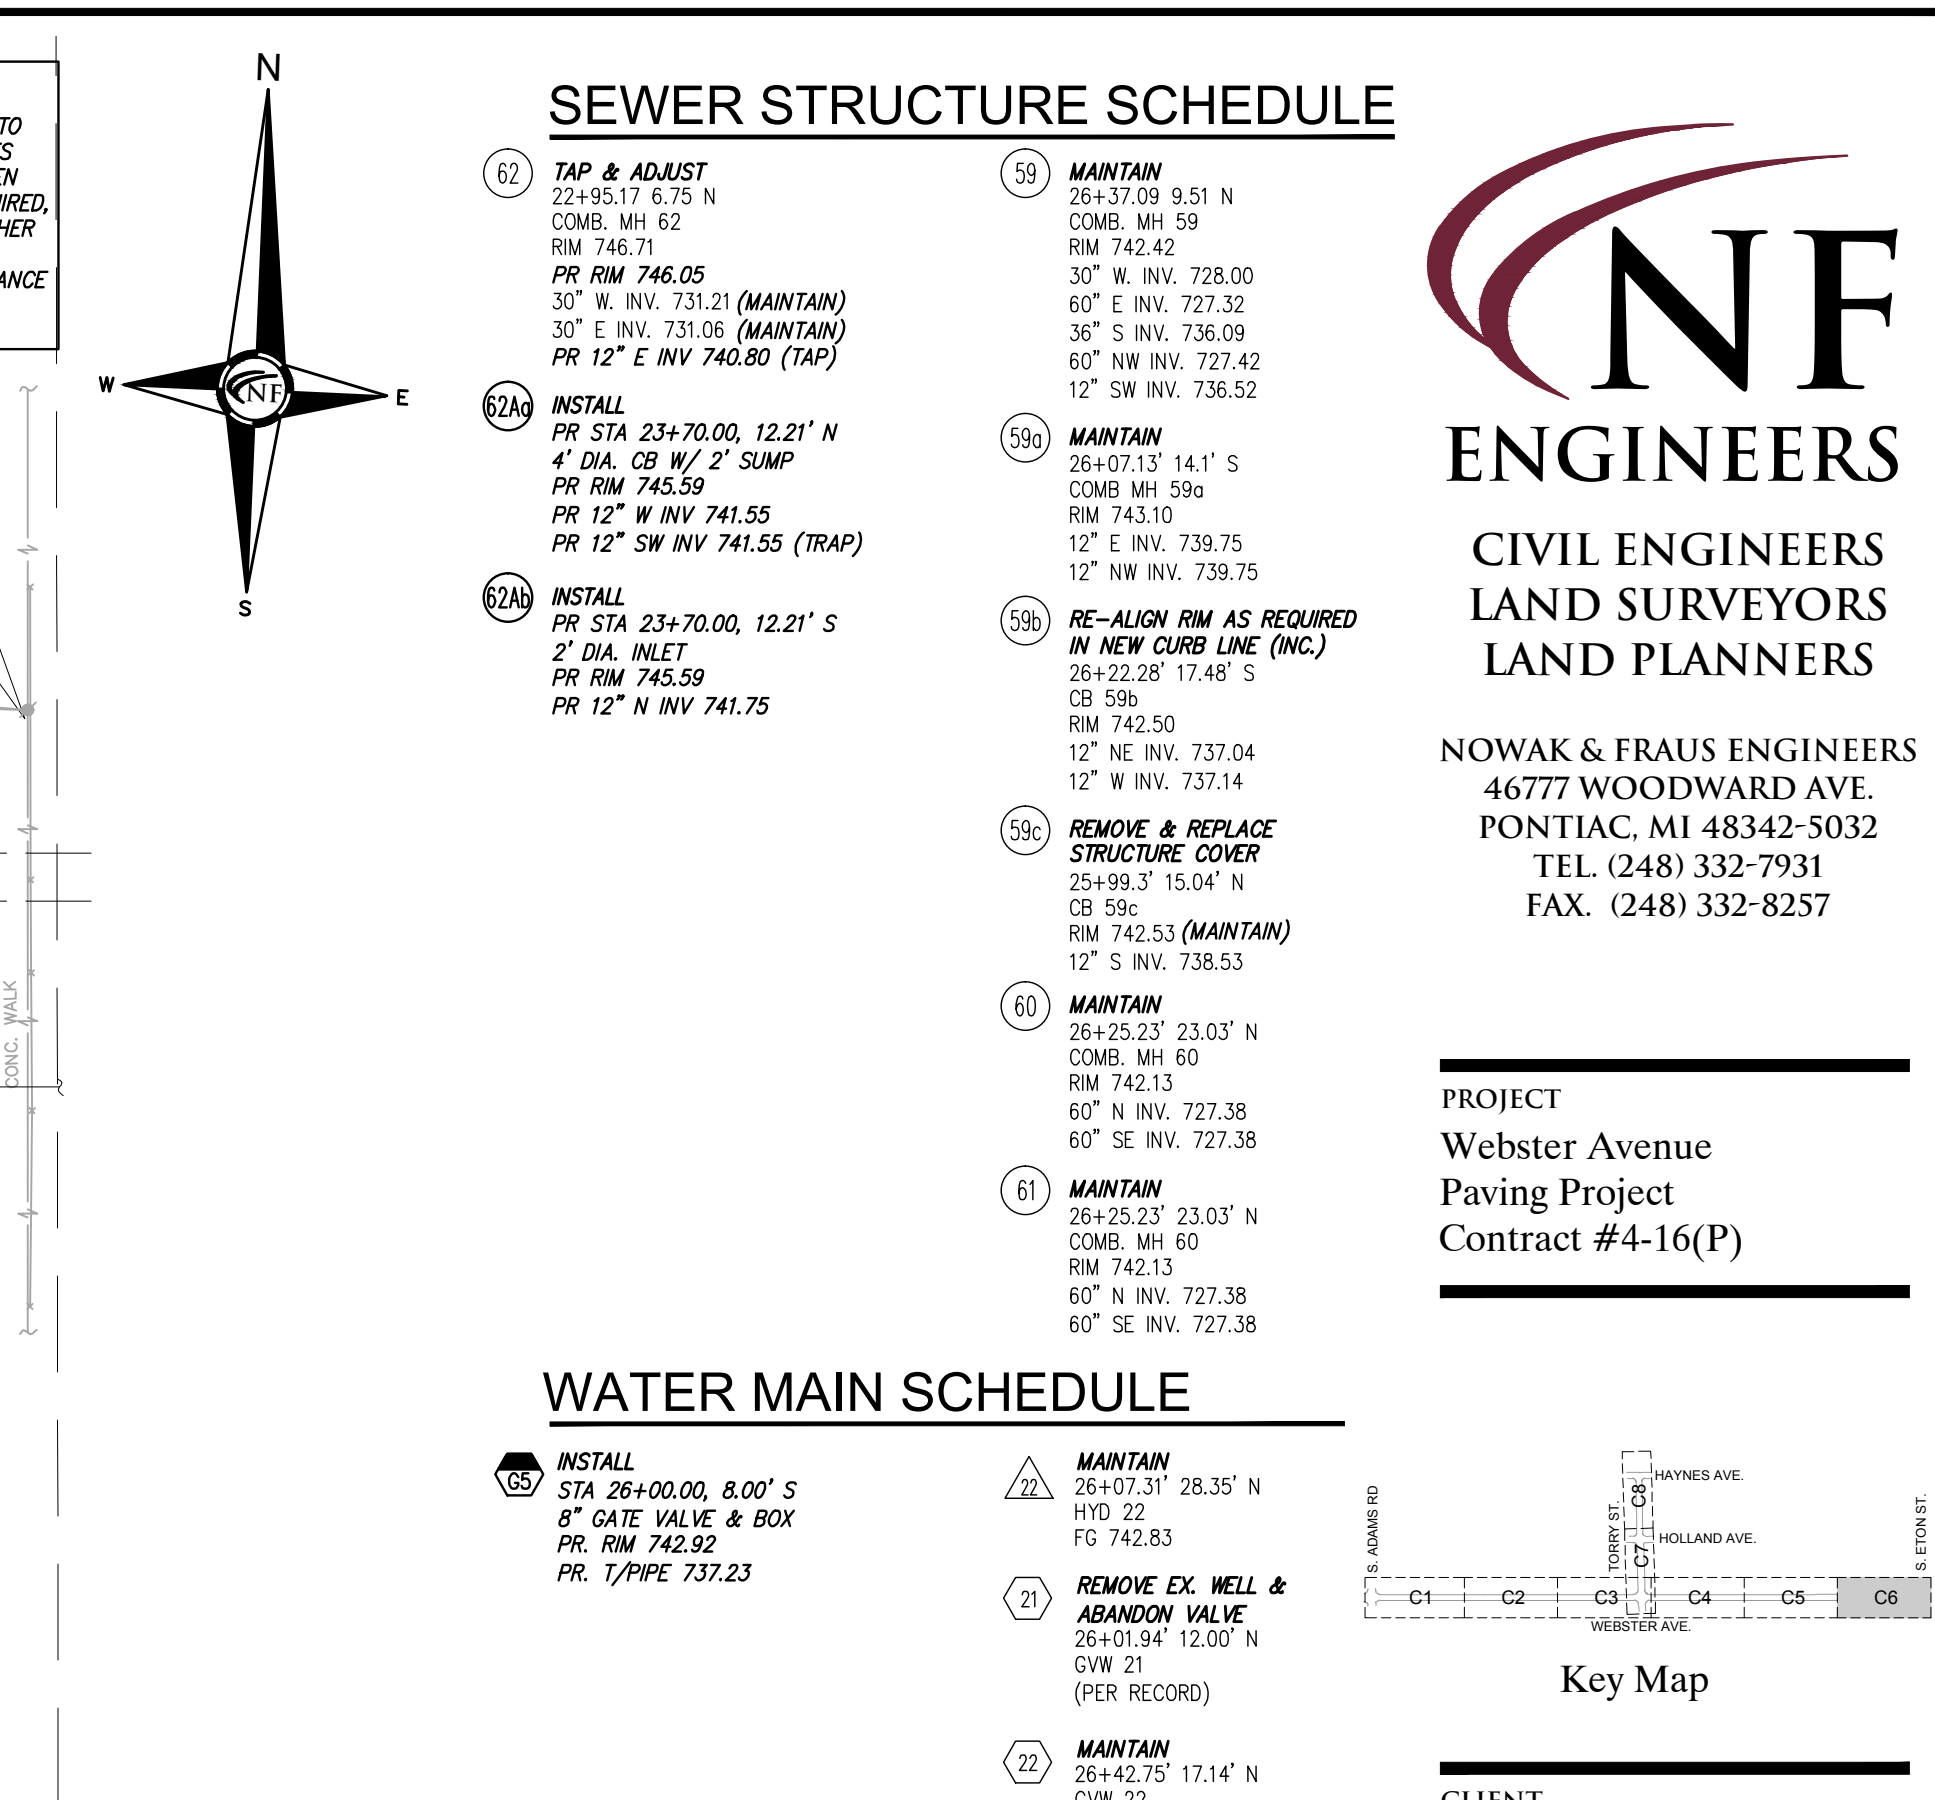 TO
ES
EN
UIRED,
HER
ANCE
N
W
E
S
NF
CONC. WALK
SEWER STRUCTURE SCHEDULE
62
TAP & ADJUST
22+95.17 6.75 N
COMB. MH 62
RIM 746.71
PR RIM 746.05
30" W. INV. 731.21 (MAINTAIN)
30" E INV. 731.06 (MAINTAIN)
PR 12" E INV 740.80 (TAP)
62Aa
INSTALL
PR STA 23+70.00, 12.21' N
4' DIA. CB W/ 2' SUMP
PR RIM 745.59
PR 12" W INV 741.55
PR 12" SW INV 741.55 (TRAP)
62Ab
INSTALL
PR STA 23+70.00, 12.21' S
2' DIA. INLET
PR RIM 745.59
PR 12" N INV 741.75
59
MAINTAIN
26+37.09 9.51 N
COMB. MH 59
RIM 742.42
30" W. INV. 728.00
60" E INV. 727.32
36" S INV. 736.09
60" NW INV. 727.42
12" SW INV. 736.52
59a
MAINTAIN
26+07.13' 14.1' S
COMB MH 59a
RIM 743.10
12" E INV. 739.75
12" NW INV. 739.75
59b
RE-ALIGN RIM AS REQUIRED
IN NEW CURB LINE (INC.)
26+22.28' 17.48' S
CB 59b
RIM 742.50
12" NE INV. 737.04
12" W INV. 737.14
59c
REMOVE & REPLACE
STRUCTURE COVER
25+99.3' 15.04' N
CB 59c
RIM 742.53 (MAINTAIN)
12" S INV. 738.53
60
MAINTAIN
26+25.23' 23.03' N
COMB. MH 60
RIM 742.13
60" N INV. 727.38
60" SE INV. 727.38
61
MAINTAIN
26+25.23' 23.03' N
COMB. MH 60
RIM 742.13
60" N INV. 727.38
60" SE INV. 727.38
WATER MAIN SCHEDULE
G5
INSTALL
STA 26+00.00, 8.00' S
8" GATE VALVE & BOX
PR. RIM 742.92
PR. T/PIPE 737.23
22
MAINTAIN
26+07.31' 28.35' N
HYD 22
FG 742.83
21
REMOVE EX. WELL &
ABANDON VALVE
26+01.94' 12.00' N
GVW 21
(PER RECORD)
22
MAINTAIN
26+42.75' 17.14' N
GVW 22
NF
ENGINEERS
CIVIL ENGINEERS
LAND SURVEYORS
LAND PLANNERS
NOWAK & FRAUS ENGINEERS
46777 WOODWARD AVE.
PONTIAC, MI 48342-5032
TEL. (248) 332-7931
FAX. (248) 332-8257
PROJECT
Webster Avenue
Paving Project
Contract #4-16(P)
S. ADAMS RD
TORRY ST.
HAYNES AVE.
HOLLAND AVE.
S. ETON ST.
C8
C7
C1
C2
C3
C4
C5
C6
WEBSTER AVE.
Key Map
CLIENT